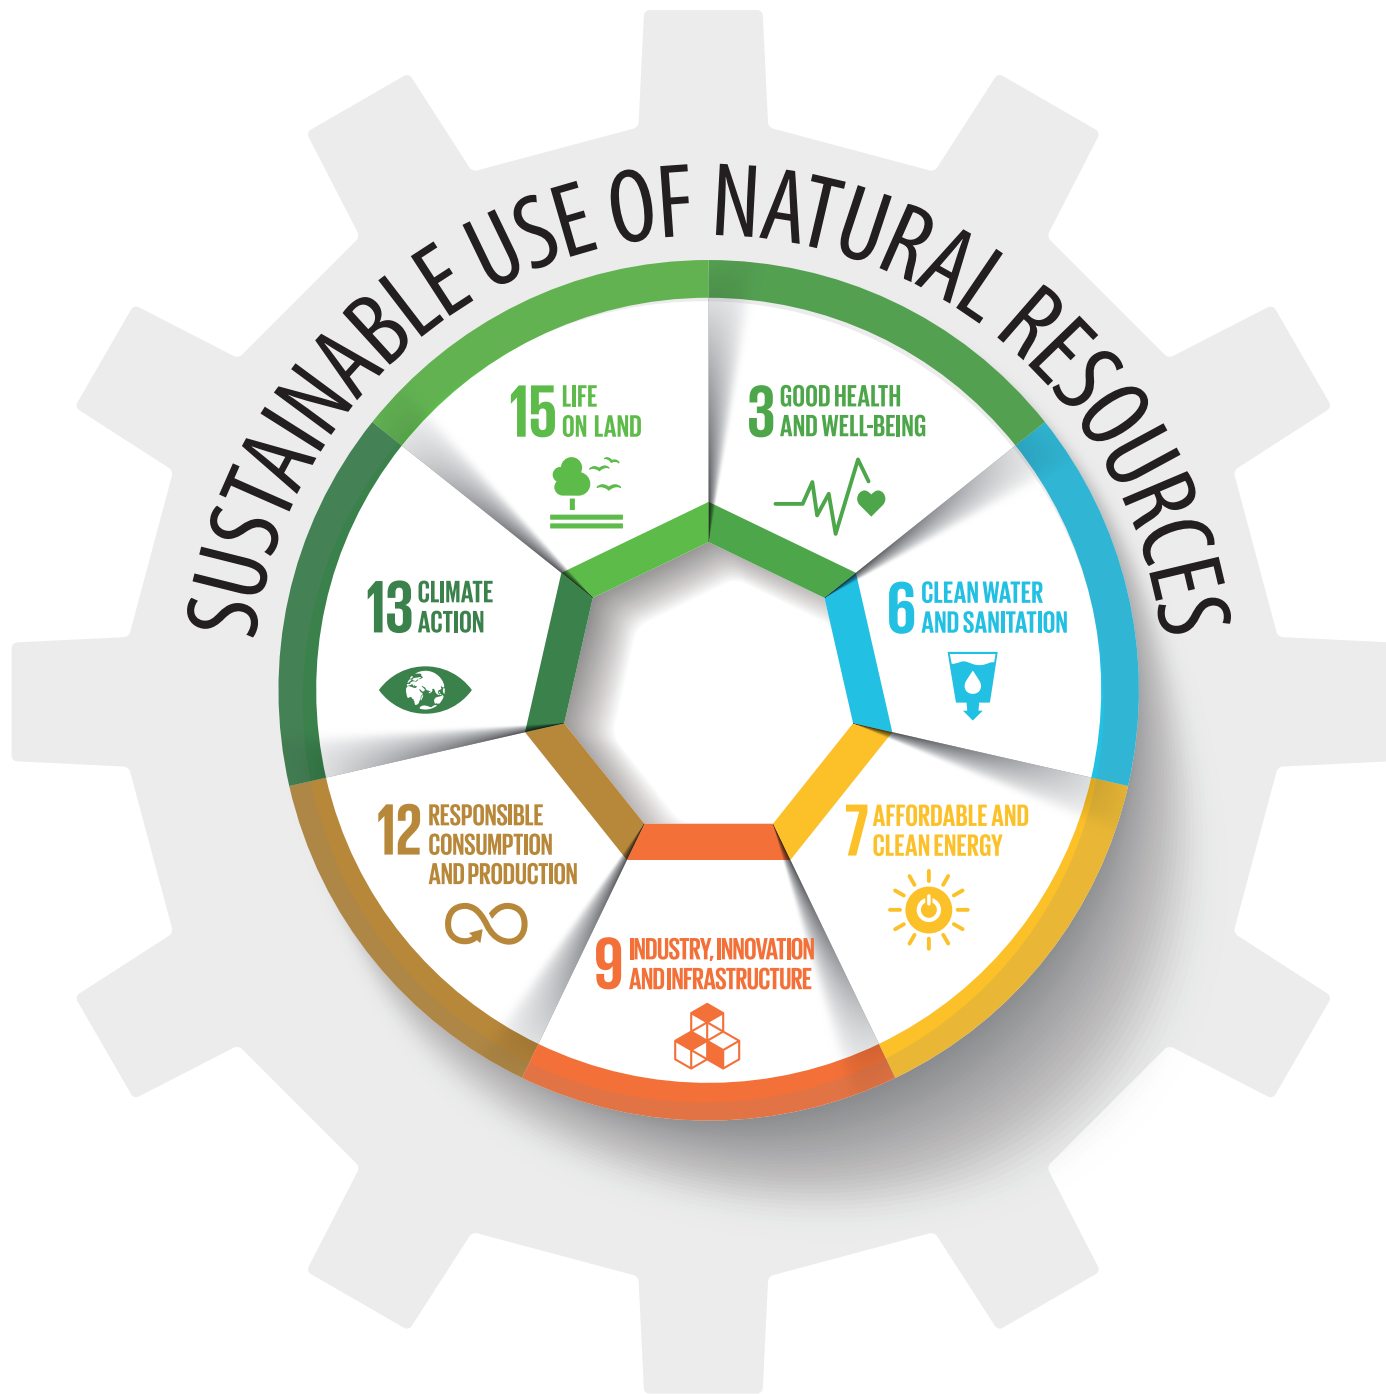 SUSTAINABLE USE OF NATURAL RESOURCES
15 LIFE
ON LAND
3 GOOD HEALTH
AND WELL-BEING
13 CLIMATE
ACTION
6 CLEAN WATER
AND SANITATION
12 RESPONSIBLE
CONSUMPTION
AND PRODUCTION
7 AFFORDABLE AND
CLEAN ENERGY
9 INDUSTRY, INNOVATION
AND INFRASTRUCTURE